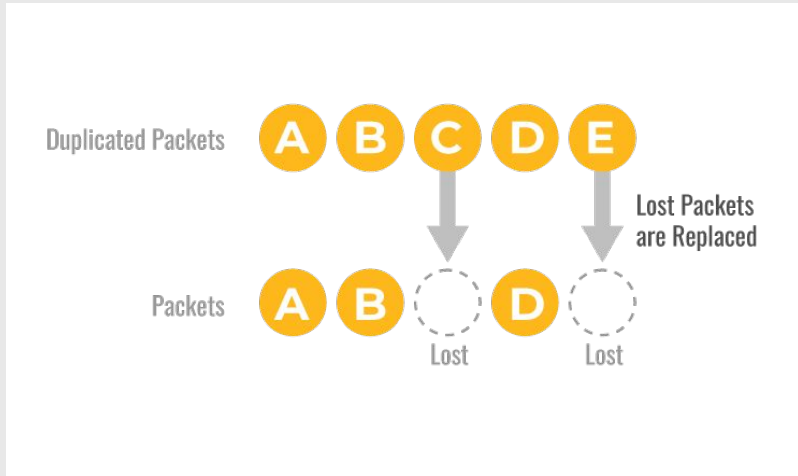 Duplicated Packets A B C D E
Lost Packets
are Replaced
Packets A B D
Lost Lost